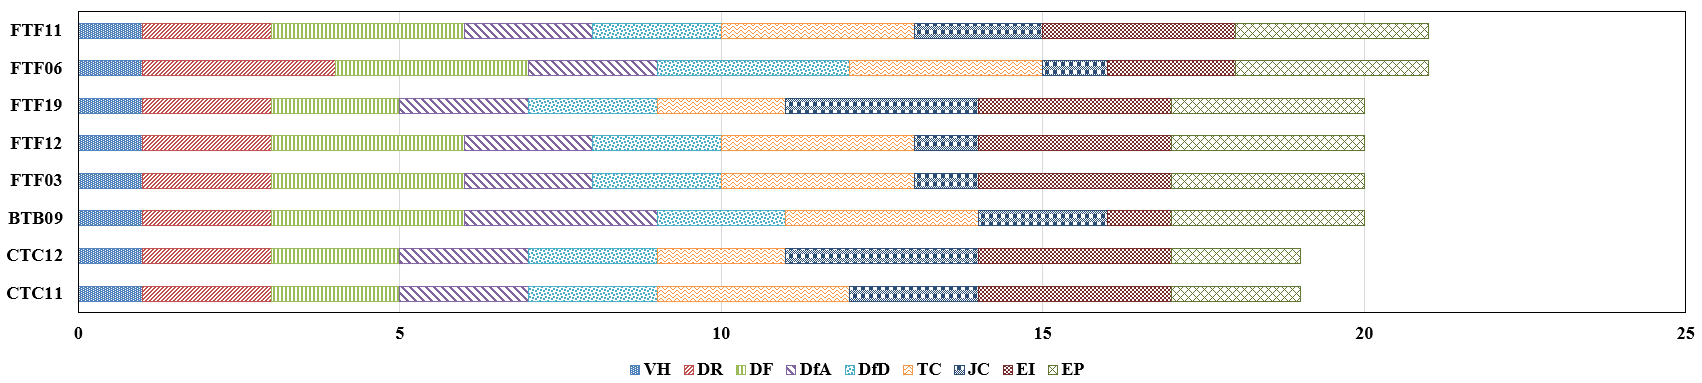 FTF11
FTF06
FTF19
FTF12
FTF03
BTB09
CTC12
CTC11
0 5 10 15 20 25
VH DR DF DfA DfD TC JC EI EP